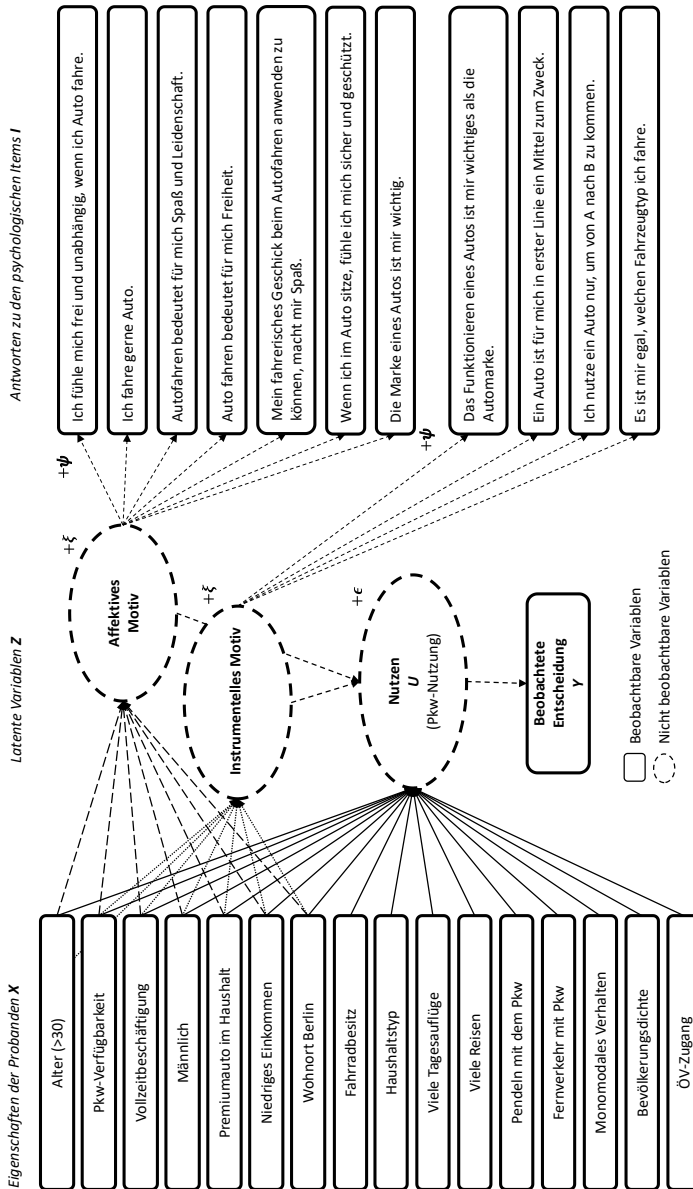 Eigenschaften der Probanden X
Latente Variablen Z
Antworten zu den psychologischen Items I
Alter (>30)
Pkw-Verfügbarkeit
Vollzeitbeschäftigung
Männlich
Premiumauto im Haushalt
Niedriges Einkommen
Wohnort Berlin
Fahrradbesitz
Haushaltstyp
Viele Tagesauflüge
Viele Reisen
Pendeln mit dem Pkw
Fernverkehr mit Pkw
Monomodales Verhalten
Bevölkerungsdichte
ÖV-Zugang
+ξ
Affektives
Motiv
+ξ
Instrumentelles Motiv
+ϵ
Nutzen
U
(Pkw-Nutzung)
Beobachtete
Entscheidung
Y
Beobachtbare Variablen
Nicht beobachtbare Variablen
+ψ
Ich fühle mich frei und unabhängig, wenn ich Auto fahre.
Ich fahre gerne Auto.
Autofahren bedeutet für mich Spaß und Leidenschaft.
Auto fahren bedeutet für mich Freiheit.
Mein fahrerisches Geschick beim Autofahren anwenden zu
können, macht mir Spaß.
Wenn ich im Auto sitze, fühle ich mich sicher und geschützt.
Die Marke eines Autos ist mir wichtig.
+ψ
Das Funktionieren eines Autos ist mir wichtiges als die
Automarke.
Ein Auto ist für mich in erster Linie ein Mittel zum Zweck.
Ich nutze ein Auto nur, um von A nach B zu kommen.
Es ist mir egal, welchen Fahrzeugtyp ich fahre.